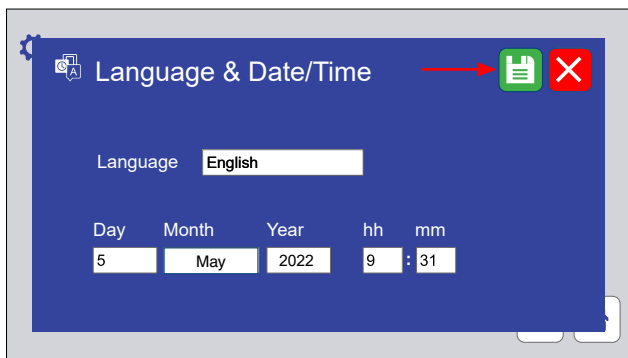 Language & Date/Time
Language English
Day Month Year hh mm
5 May 2022 9 : 31